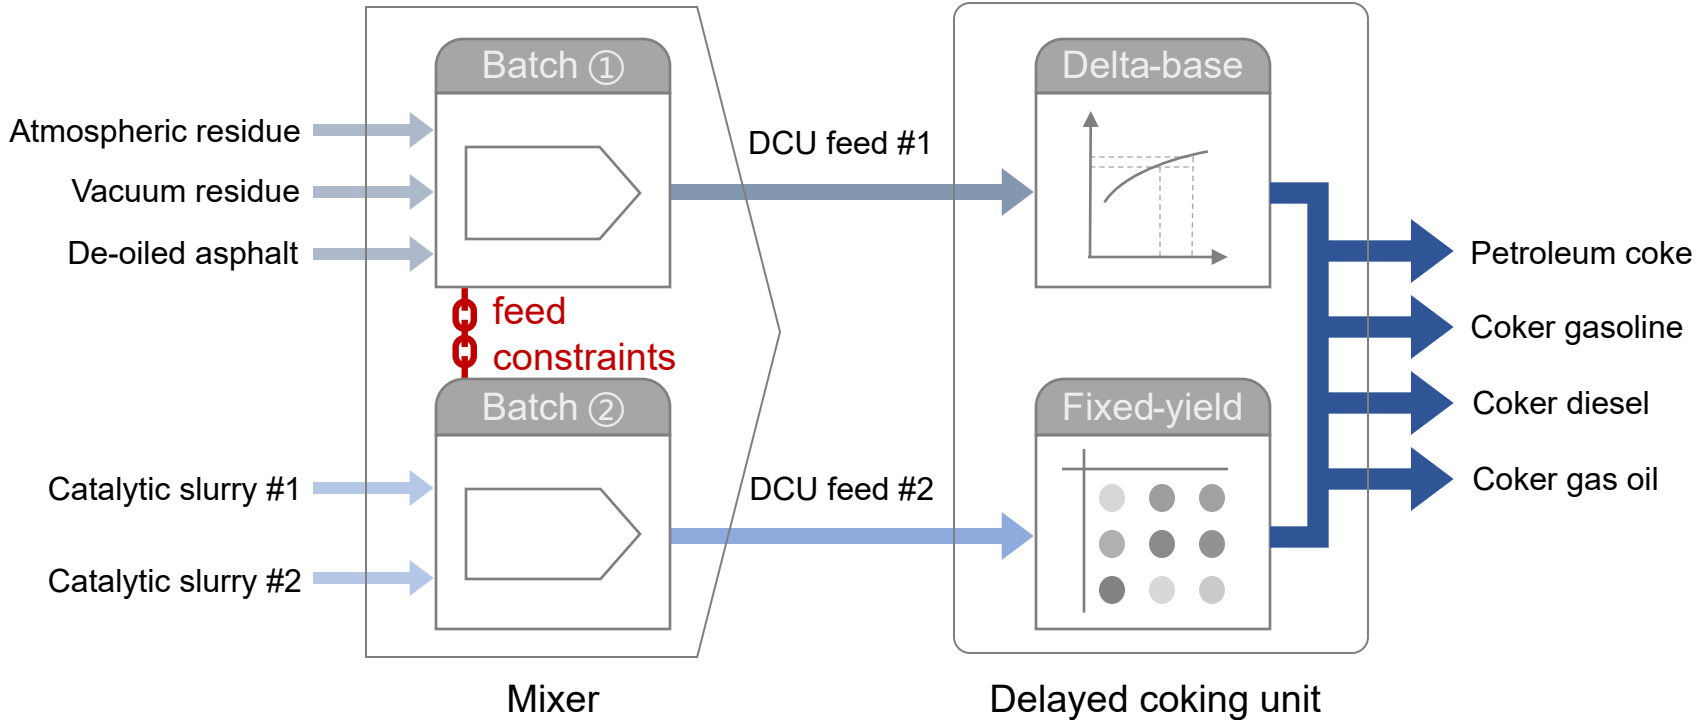 Batch ①
Delta-base
Atmospheric residue
Vacuum residue
De-oiled asphalt
DCU feed #1
feed
constraints
Petroleum coke
Coker gasoline
Coker diesel
Coker gas oil
Batch ②
Fixed-yield
Catalytic slurry #1
Catalytic slurry #2
DCU feed #2
Mixer
Delayed coking unit